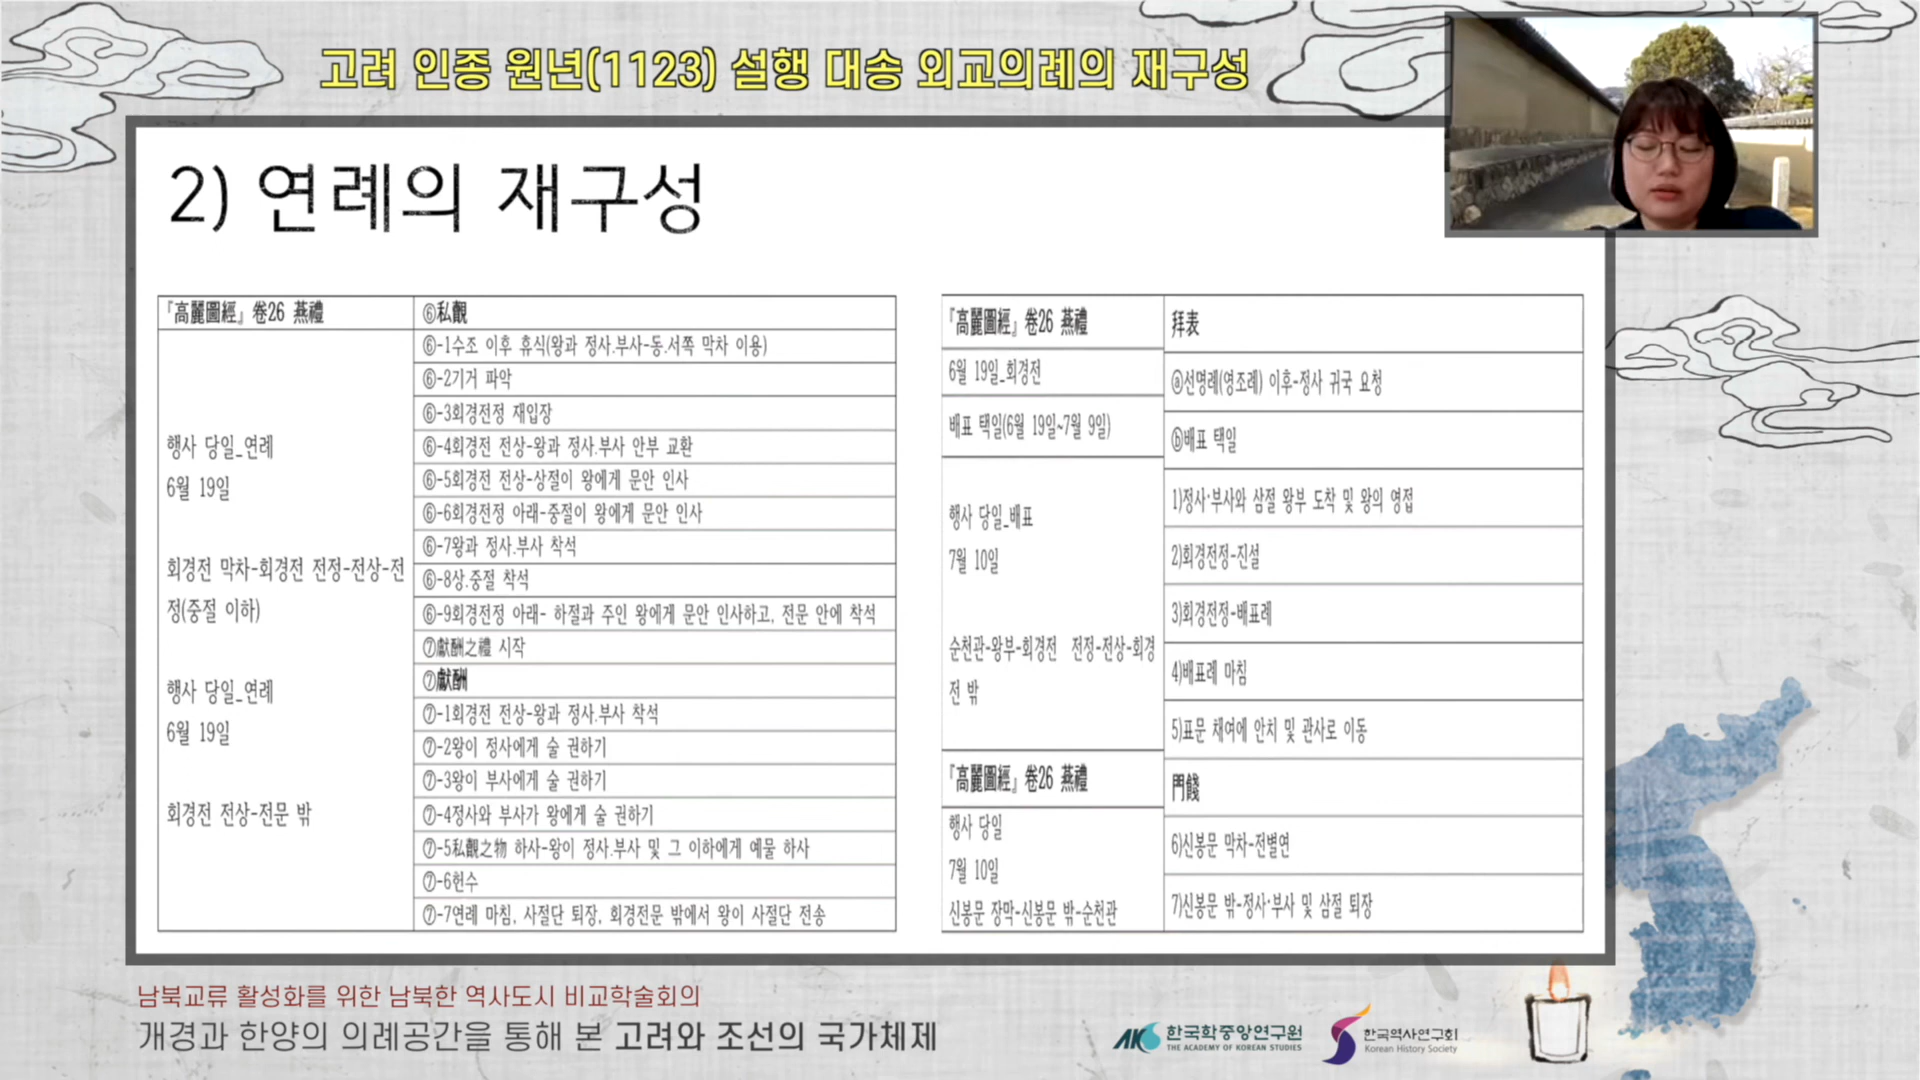 고려 인종 원년(1123) 설행 대송 외교의례의 재구성
2) 연례의 재구성
『高麗圖經』 卷26 燕禮
⑥私覿
행사 당일_연례
6월 19일
회경전 막차-회경전 전정-전상-전
정(중절 이하)
⑥-1수조 이후 휴식(왕과 정사.부사-동.서쪽 막차 이용)
⑥-2기거 파악
⑥-3회경전정 재입장
⑥-4회경전 전상-왕과 정사.부사 안부 교환
⑥-5회경전 전상-상절이 왕에게 문안 인사
⑥-6회경전정 아래-중절이 왕에게 문안 인사
⑥-7왕과 정사.부사 착석
⑥-8상.중절 착석
⑥-9회경전정 아래- 하절과 주인 왕에게 문안 인사하고, 전문 안에 착석
⑦獻酬之禮 시작
행사 당일_연례
6월 19일
회경전 전상-전문 밖
⑦獻酬
⑦-1회경전 전상-왕과 정사.부사 착석
⑦-2왕이 정사에게 술 권하기
⑦-3왕이 부사에게 술 권하기
⑦-4정사와 부사가 왕에게 술 권하기
⑦-5私覿之物 하사-왕이 정사.부사 및 그 이하에게 예물 하사
⑦-6헌수
⑦-7연례 마침, 사절단 퇴장, 회경전문 밖에서 왕이 사절단 전송
『高麗圖經』 卷26 燕禮
拜表
6월 19일_회경전
ⓐ선명례(영조례) 이후-정사 귀국 요청
배표 택일(6월 19일~7월 9일)
ⓑ배표 택일
행사 당일_배표
7월 10일
순천관-왕부-회경전 전정-전상-회경
전 밖
1)정사·부사와 삼절 왕부 도착 및 왕의 영접
2)회경전정-진설
3)회경전정-배표례
4)배표례 마침
5)표문 채여에 안치 및 관사로 이동
『高麗圖經』 卷26 燕禮
門餞
행사 당일
7월 10일
신봉문 장막-신봉문 밖-순천관
6)신봉문 막차-전별연
7)신봉문 밖-정사·부사 및 삼절 퇴장
남북교류 활성화를 위한 남북한 역사도시 비교학술회의
개경과 한양의 의례공간을 통해 본 고려와 조선의 국가체제
AKS 한국학중앙연구원
THE ACADEMY OF KOREAN STUDIES
한국역사연구회
Korean History Society